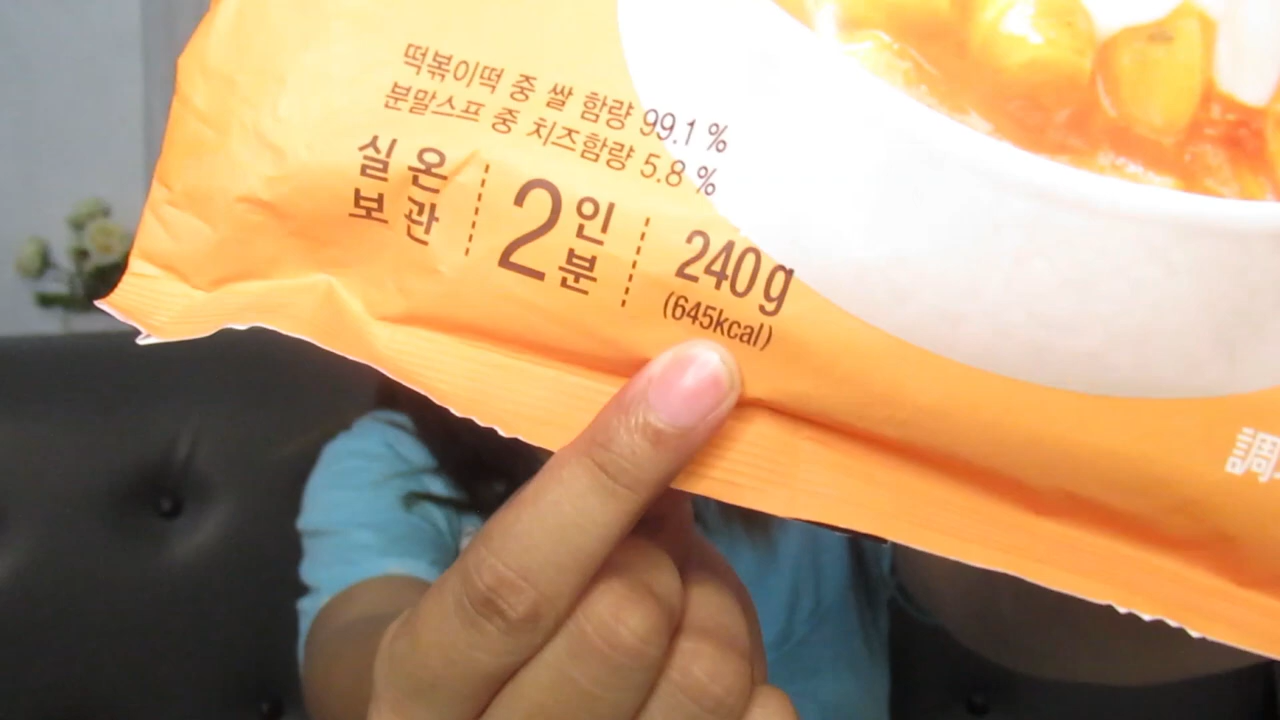 떡볶이떡 중 쌀 함량 99.1 %
분말스프 중 치즈함량 5.8 %
실온
보관
2인분
240g
(645kcal)